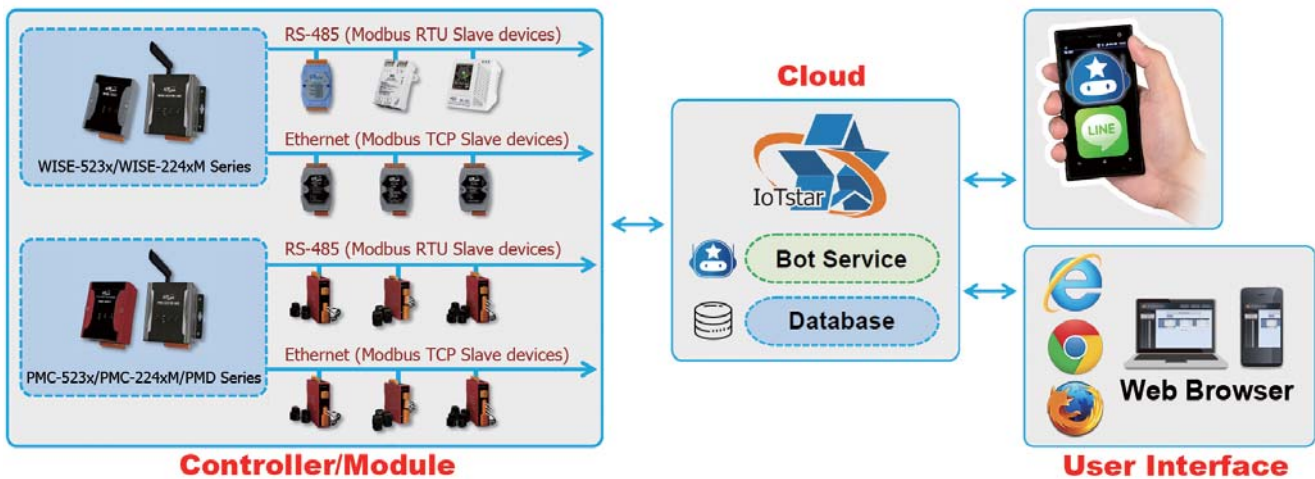 RS-485 (Modbus RTU Slave devices)
WISE-523x/WISE-224xM Series
Ethernet (Modbus TCP Slave devices)
RS-485 (Modbus RTU Slave devices)
PMC-523x/PMC-224xM/PMD Series
Ethernet (Modbus TCP Slave devices)
Controller/Module
Cloud
IoTstar
Bot Service
Database
LINE
Web Browser
User Interface